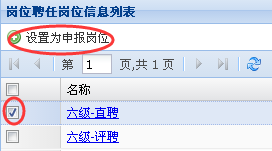 岗位聘任岗位信息列表
设置为申报岗位
第 1 页,共 1 页
名称
六级-直聘
六级-评聘